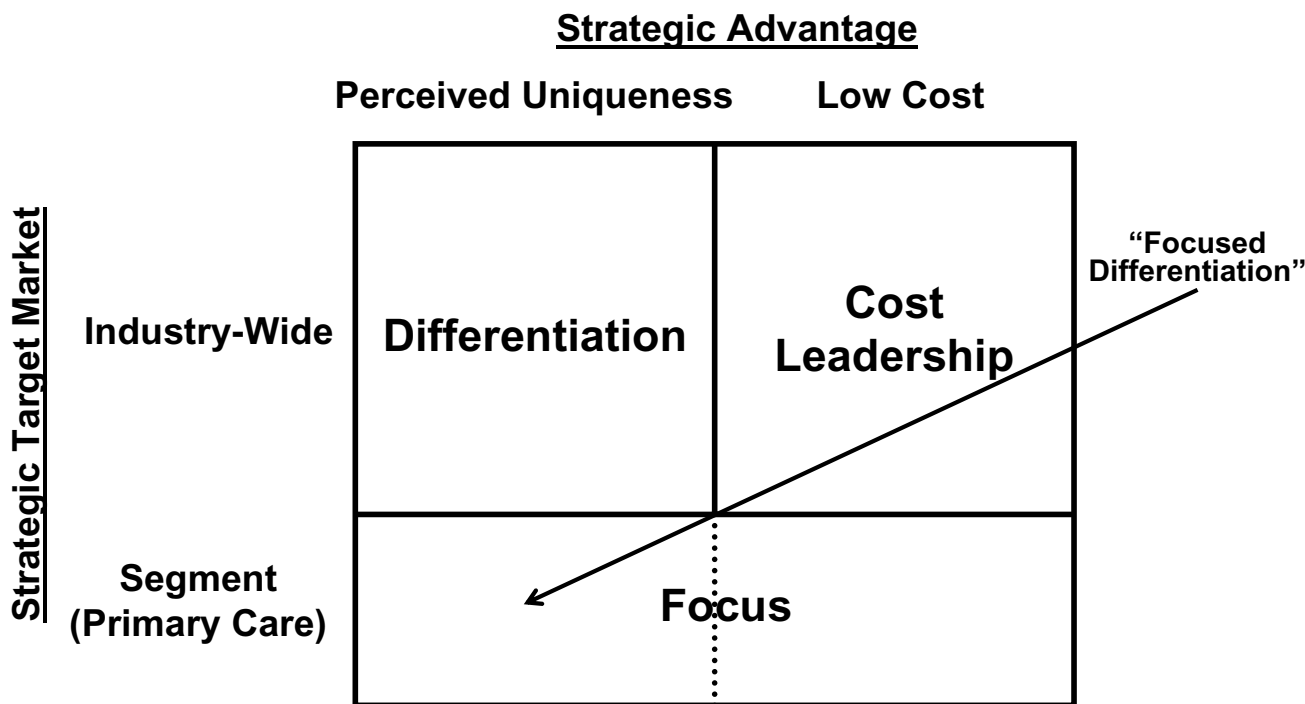 Strategic Advantage
Perceived Uniqueness
Low Cost
Strategic Target Market
Industry-Wide
Differentiation
Cost
Leadership
“Focused
Differentiation”
Segment
(Primary Care)
Focus